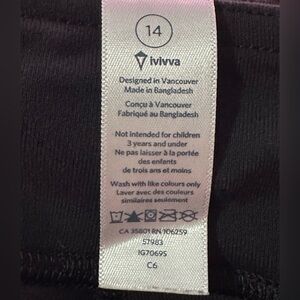 14
ivivva
Designed in Vancouver
Made in Bangladesh
Conçu à Vancouver
Fabriqué au Bangladesh
Not intended for children
3 years and under
Ne pas laisser à la portée
des enfants
de trois ans et moins
Wash with like colours only
Laver avec des couleurs
similaires seulement
CA 35801 RN 106259
57983
IG7069S
C6